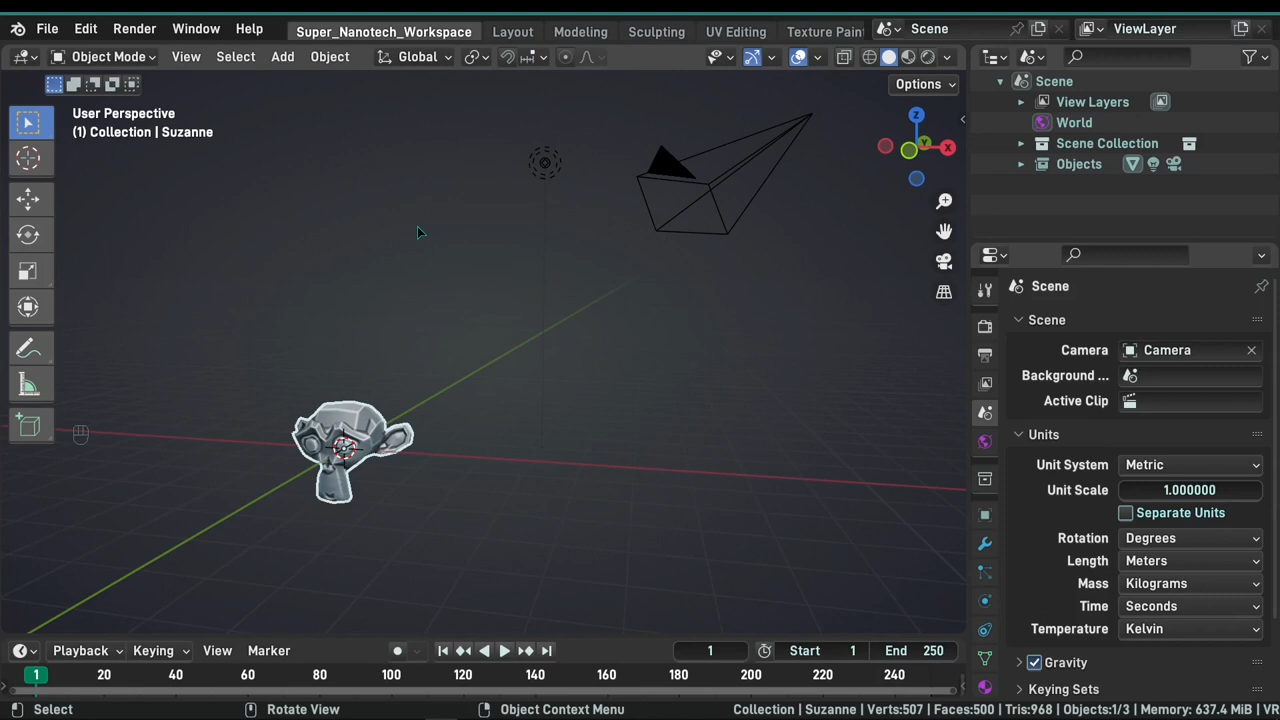 File Edit Render Window Help Super_Nanotech_Workspace Layout Modeling Sculpting UV Editing Texture Pain Scene ViewLayer
Object Mode View Select Add Object Global
Options
User Perspective
(1) Collection | Suzanne
Z
Y
X
Scene
View Layers
World
Scene Collection
Objects
Scene
Scene
Camera Camera
Background ...
Active Clip
Units
Unit System Metric
Unit Scale 1.000000
Separate Units
Rotation Degrees
Length Meters
Mass Kilograms
Time Seconds
Temperature Kelvin
Gravity
Keying Sets
Playback Keying View Marker 1 Start 1 End 250
1 20 40 60 80 100 120 140 160 180 200 220 240
Select Rotate View Object Context Menu Collection | Suzanne | Verts:507 | Faces:500 | Tris:968 | Objects:1/3 | Memory: 637.4 MiB | VR